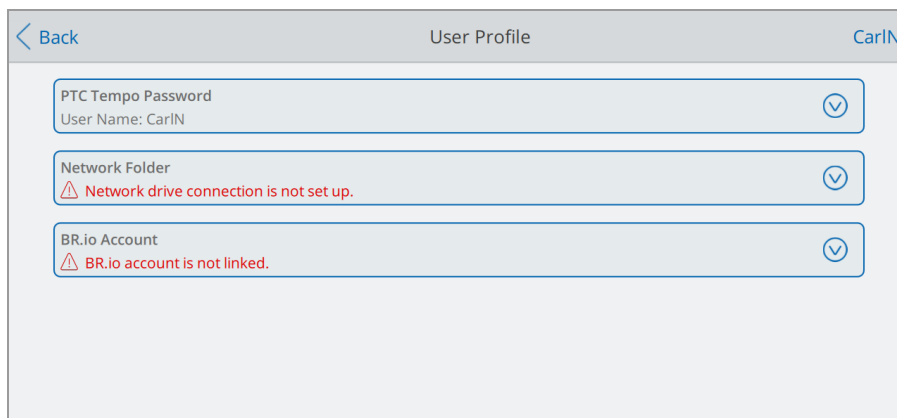 Back
User Profile
CarlN
PTC Tempo Password
User Name: CarlN
Network Folder
Network drive connection is not set up.
BR.io Account
BR.io account is not linked.